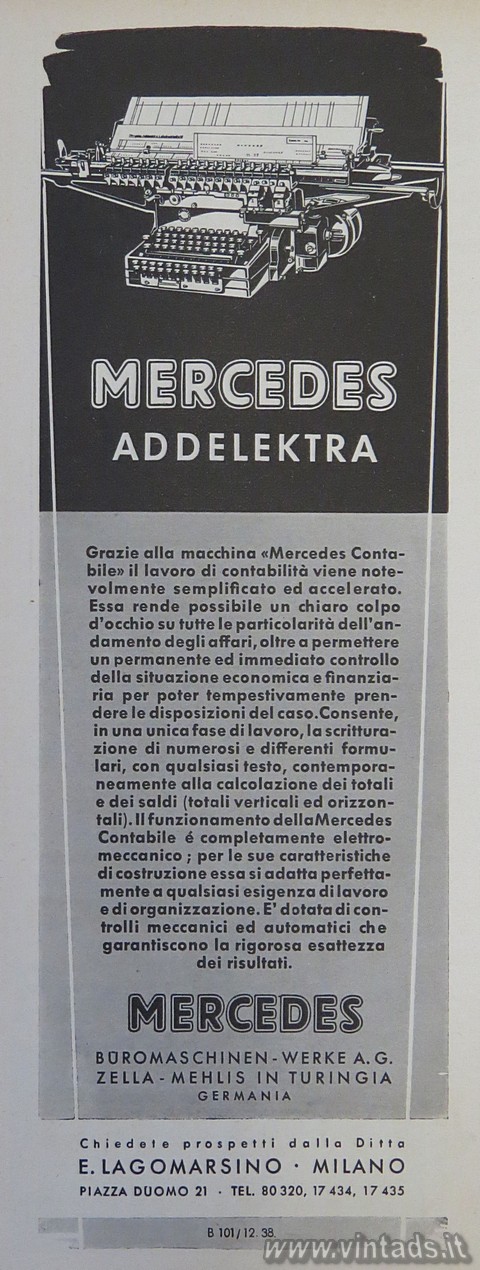 MERCEDES
ADDELEKTRA
Grazie alla macchina «Mercedes Conta-
bile» il lavoro di contabilità viene note-
volmente semplificato ed accelerato.
Essa rende possibile un chiaro colpo
d'occhio su tutte le particolarità dell'an-
damento degli affari, oltre a permettere
un permanente ed immediato controllo
della situazione economica e finanzia-
ria per poter tempestivamente pren-
dere le disposizioni del caso.Consente,
in una unica fase di lavoro, la scrittura-
zione di numerosi e differenti formu-
lari, con qualsiasi testo, contempora-
neamente alla calcolazione dei totali
e dei saldi (totali verticali ed orizzon-
tali). Il funzionamento della Mercedes
Contabile é completamente elettro-
meccanico ; per le sue caratteristiche
di costruzione essa si adatta perfetta-
mente a qualsiasi esigenza di lavoro
e di organizzazione. E' dotata di con-
trolli meccanici ed automatici che
garantiscono la rigorosa esattezza
dei risultati.
MERCEDES
BÜROMASCHINEN - WERKE A. G.
ZELLA - MEHLIS IN TURINGIA
GERMANIA
Chiedete prospetti dalla Ditta
E. LAGOMARSINO · MILANO
PIAZZA DUOMO 21 · TEL. 80 320, 17 434, 17 435
B 101/12. 38.
www.vintads.it